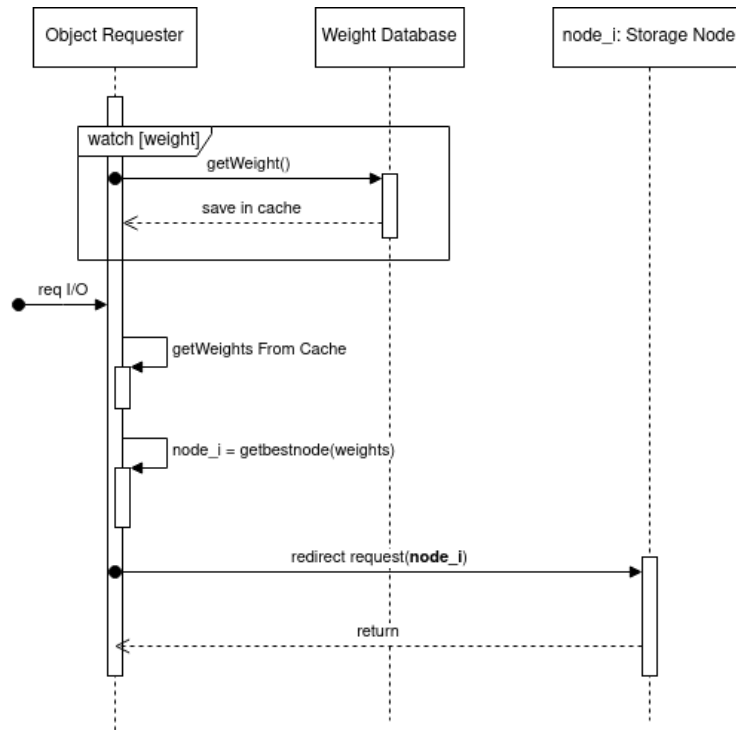 Object Requester
Weight Database
node_i: Storage Node
watch [weight]
getWeight()
save in cache
req I/O
getWeights From Cache
node_i = getbestnode(weights)
redirect request(node_i)
return